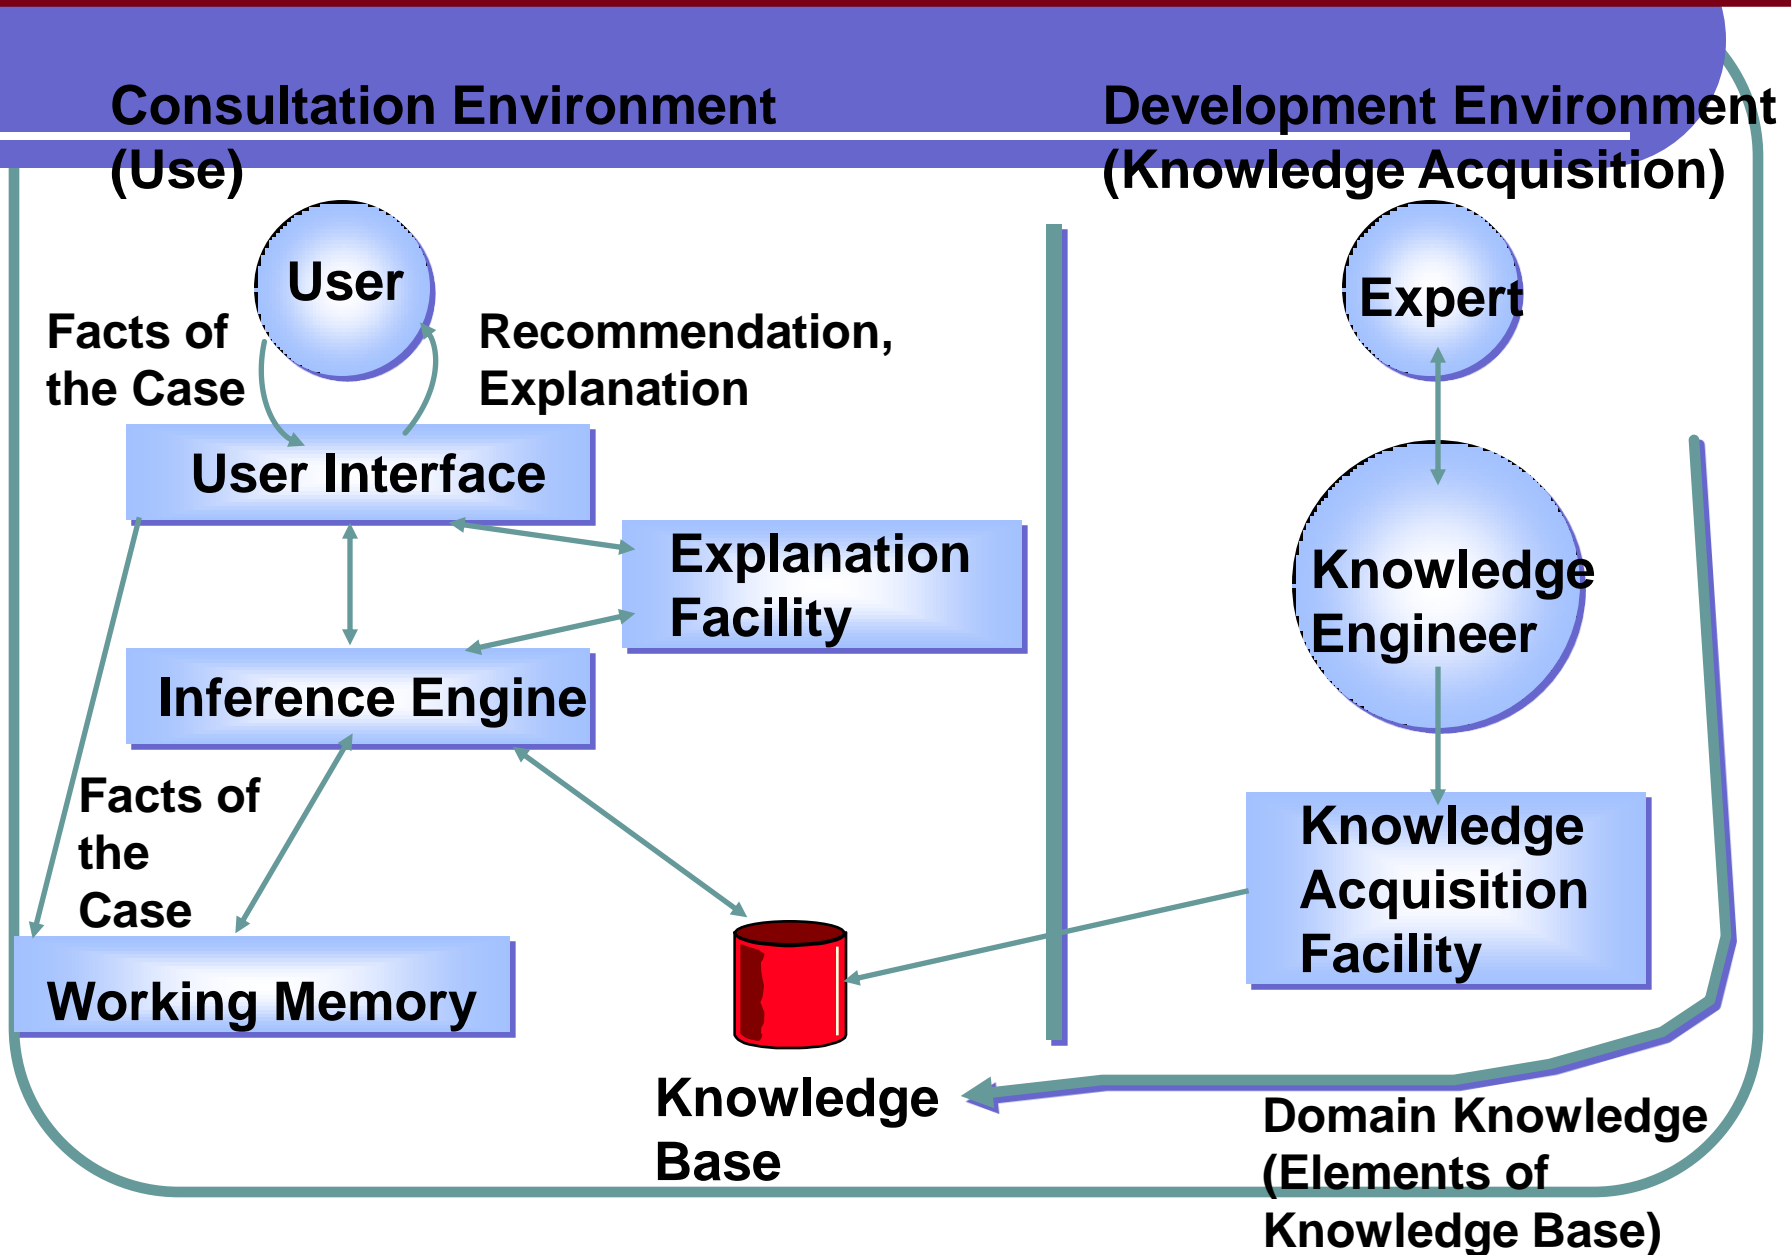 Consultation Environment
(Use)
Development Environment
(Knowledge Acquisition)
User
Expert
Facts of
the Case
Recommendation,
Explanation
User Interface
Explanation
Facility
Knowledge
Engineer
Inference Engine
Facts of
the
Case
Knowledge
Acquisition
Facility
Working Memory
Knowledge
Base
Domain Knowledge
(Elements of
Knowledge Base)